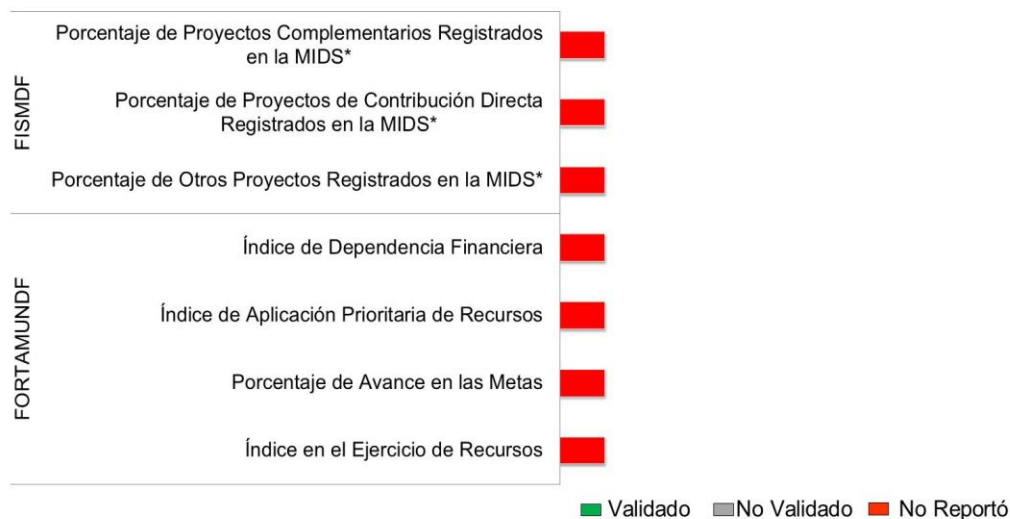 FISMDF
Porcentaje de Proyectos Complementarios Registrados
en la MIDS*
Porcentaje de Proyectos de Contribución Directa
Registrados en la MIDS*
Porcentaje de Otros Proyectos Registrados en la MIDS*
FORTAMUNDF
Índice de Dependencia Financiera
Índice de Aplicación Prioritaria de Recursos
Porcentaje de Avance en las Metas
Índice en el Ejercicio de Recursos
Validado No Validado No Reportó